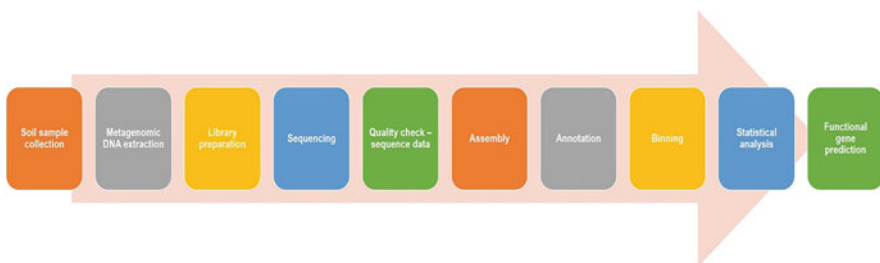 Soil sample
collection
Metagenomic
DNA extraction
Library
preparation
Sequencing
Quality check –
sequence data
Assembly
Annotation
Binning
Statistical
analysis
Functional
gene
prediction